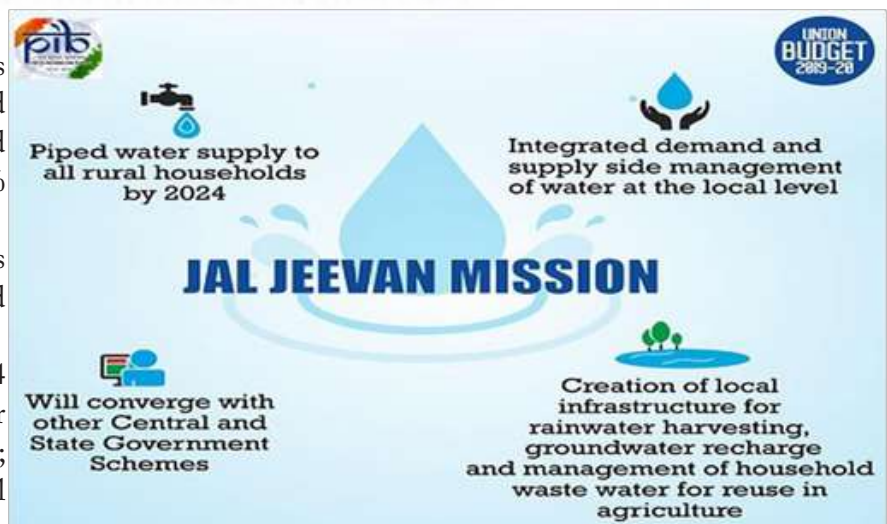 pib
UNION
BUDGET
2019-20
Piped water supply to
all rural households
by 2024
Integrated demand and
supply side management
of water at the local level
JAL JEEVAN MISSION
Will converge with
other Central and
State Government
Schemes
Creation of local
infrastructure for
rainwater harvesting,
groundwater recharge
and management of household
waste water for reuse in
agriculture